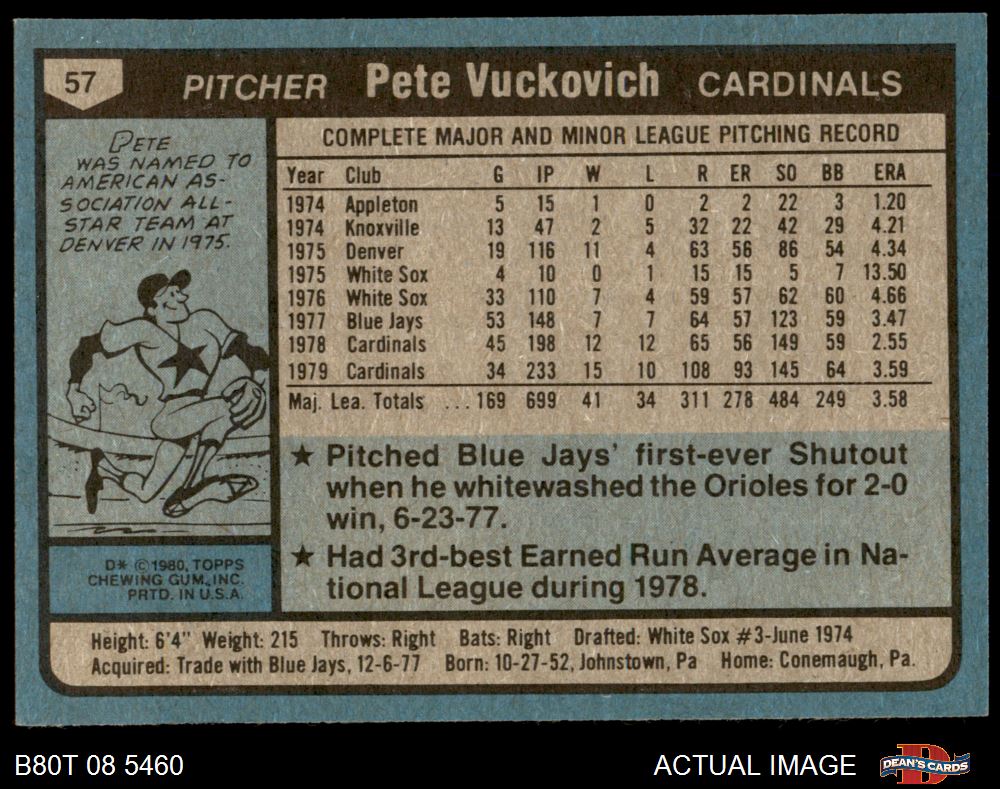 57 PITCHER Pete Vuckovich CARDINALS
PETE
WAS NAMED TO
AMERICAN AS-
SOCIATION ALL-
STAR TEAM AT
DENVER IN 1975.
COMPLETE MAJOR AND MINOR LEAGUE PITCHING RECORD
Year Club G IP W L R ER SO BB ERA
1974 Appleton 5 15 1 0 2 2 22 3 1.20
1974 Knoxville 13 47 2 5 32 22 42 29 4.21
1975 Denver 19 116 11 4 63 56 86 54 4.34
1975 White Sox 4 10 0 1 15 15 5 7 13.50
1976 White Sox 33 110 7 4 59 57 62 60 4.66
1977 Blue Jays 53 148 7 7 64 57 123 59 3.47
1978 Cardinals 45 198 12 12 65 56 149 59 2.55
1979 Cardinals 34 233 15 10 108 93 145 64 3.59
Maj. Lea. Totals ...169 699 41 34 311 278 484 249 3.58
★ Pitched Blue Jays' first-ever Shutout
when he whitewashed the Orioles for 2-0
win, 6-23-77.
★ Had 3rd-best Earned Run Average in Na-
tional League during 1978.
D* © 1980, TOPPS
CHEWING GUM, INC.
PRTD. IN U.S.A.
Height: 6'4" Weight: 215 Throws: Right Bats: Right Drafted: White Sox #3-June 1974
Acquired: Trade with Blue Jays, 12-6-77 Born: 10-27-52, Johnstown, Pa Home: Conemaugh, Pa.
B80T 08 5460 ACTUAL IMAGE D DEAN'S CARDS